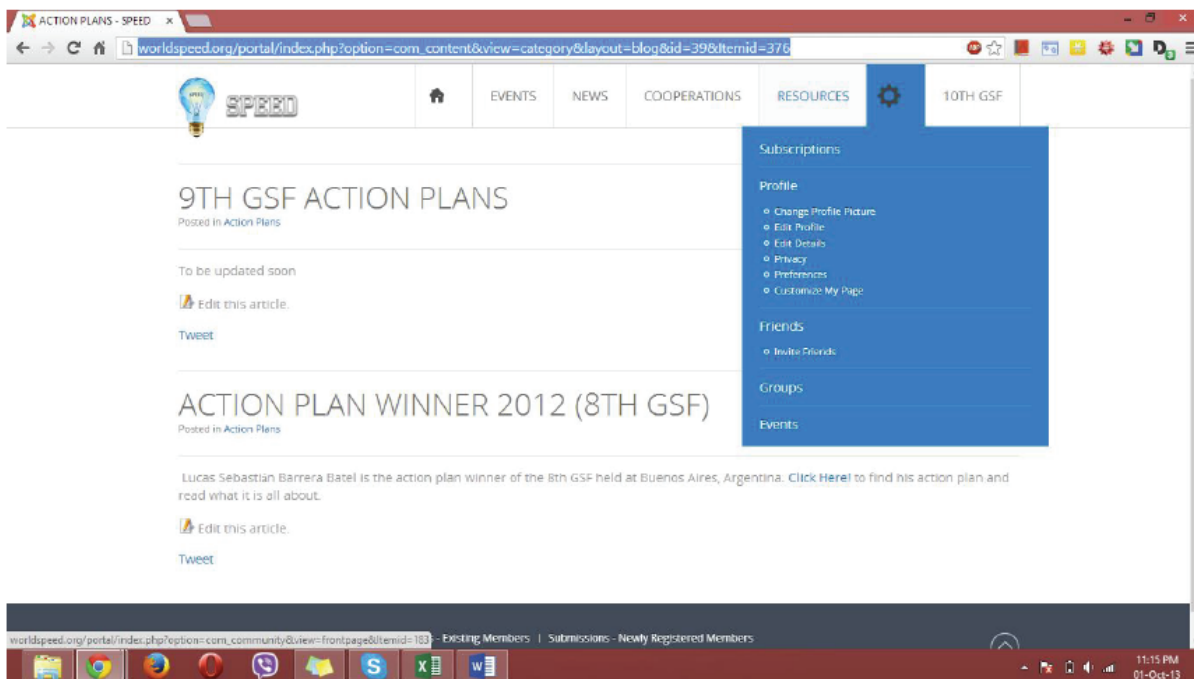 ACTION PLANS - SPEED
worldspeed.org/portal/index.php?option=com_content&view=category&layout=blog&id=39&Itemid=376
SPEED
EVENTS NEWS COOPERATIONS RESOURCES 10TH GSF
Subscriptions
Profile
Change Profile Picture
Edit Profile
Edit Details
Privacy
Preferences
Customize My Page
Friends
Invite Friends
Groups
Events
9TH GSF ACTION PLANS
Posted in Action Plans
To be updated soon
Edit this article.
Tweet
ACTION PLAN WINNER 2012 (8TH GSF)
Posted in Action Plans
Lucas Sebastian Barrera Batel is the action plan winner of the 8th GSF held at Buenos Aires, Argentina. Click Here! to find his action plan and
read what it is all about.
Edit this article.
Tweet
worldspeed.org/portal/index.php?option=com_community&view=frontpage&Itemid=183 - Existing Members | Submissions - Newly Registered Members
11:15 PM
01-Oct-13